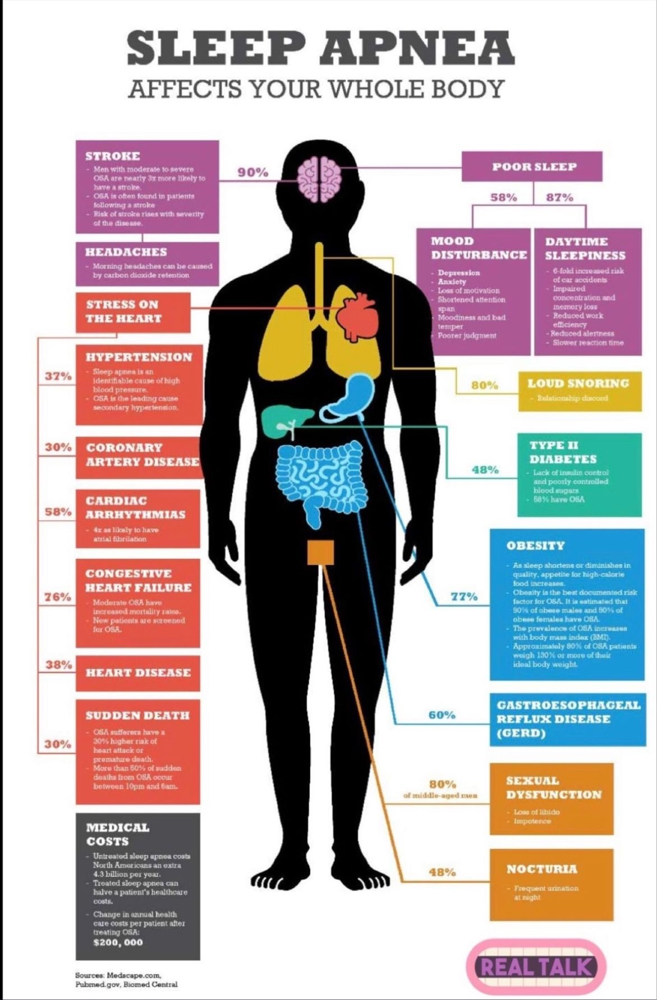 SLEEP APNEA
AFFECTS YOUR WHOLE BODY
STROKE
- Men with moderate to severe
OSA are nearly 3x more likely to
have a stroke.
- OSA is often found in patients
following a stroke
- Risk of stroke rises with severity
of the disease.
90%
HEADACHES
- Morning headaches can be caused
by carbon dioxide retention
STRESS ON
THE HEART
37%
HYPERTENSION
- Sleep apnea is an
identifiable cause of high
blood pressure.
- OSA is the leading cause
secondary hypertension.
30%
CORONARY
ARTERY DISEASE
58%
CARDIAC
ARRHYTHMIAS
- 4x as likely to have
atrial fibrilation
76%
CONGESTIVE
HEART FAILURE
- Moderate OSA have
increased mortality rates.
- New patients are screened
for OSA.
38%
HEART DISEASE
30%
SUDDEN DEATH
- OSA sufferers have a
30% higher risk of
heart attack or
premature death.
- More than 50% of sudden
deaths from OSA occur
between 10pm and 6am.
MEDICAL
COSTS
- Untreated sleep apnea costs
North Americans an extra
4.3 billion per year.
- Treated sleep apnea can
halve a patient's healthcare
costs.
- Change in annual health
care costs per patient after
treating OSA:
$200, 000
Sources: Medscape.com,
Pubmed.gov, Biomed Central
POOR SLEEP
58%
87%
MOOD
DISTURBANCE
- Depression
- Anxiety
- Loss of motivation
- Shortened attention
span
- Moodiness and bad
temper
- Poorer judgment
DAYTIME
SLEEPINESS
- 6-fold increased risk
of car accidents
- Impaired
concentration and
memory loss
- Reduced work
efficiency
- Reduced alertness
- Slower reaction time
80%
LOUD SNORING
- Relationship discord
48%
TYPE II
DIABETES
- Lack of insulin control
and poorly controlled
blood sugars
- 58% have OSA
77%
OBESITY
- As sleep shortens or diminishes in
quality, appetite for high-calorie
food increases.
- Obesity is the best documented risk
factor for OSA. It is estimated that
90% of obese males and 50% of
obese females have OSA.
- The prevalence of OSA increases
with body mass index (BMI).
- Approximately 80% of OSA patients
weigh 130% or more of their
ideal body weight.
60%
GASTROESOPHAGEAL
REFLUX DISEASE
(GERD)
80%
of middle-aged men
SEXUAL
DYSFUNCTION
- Loss of libido
- Impotence
48%
NOCTURIA
- Frequent urination
at night
REAL TALK